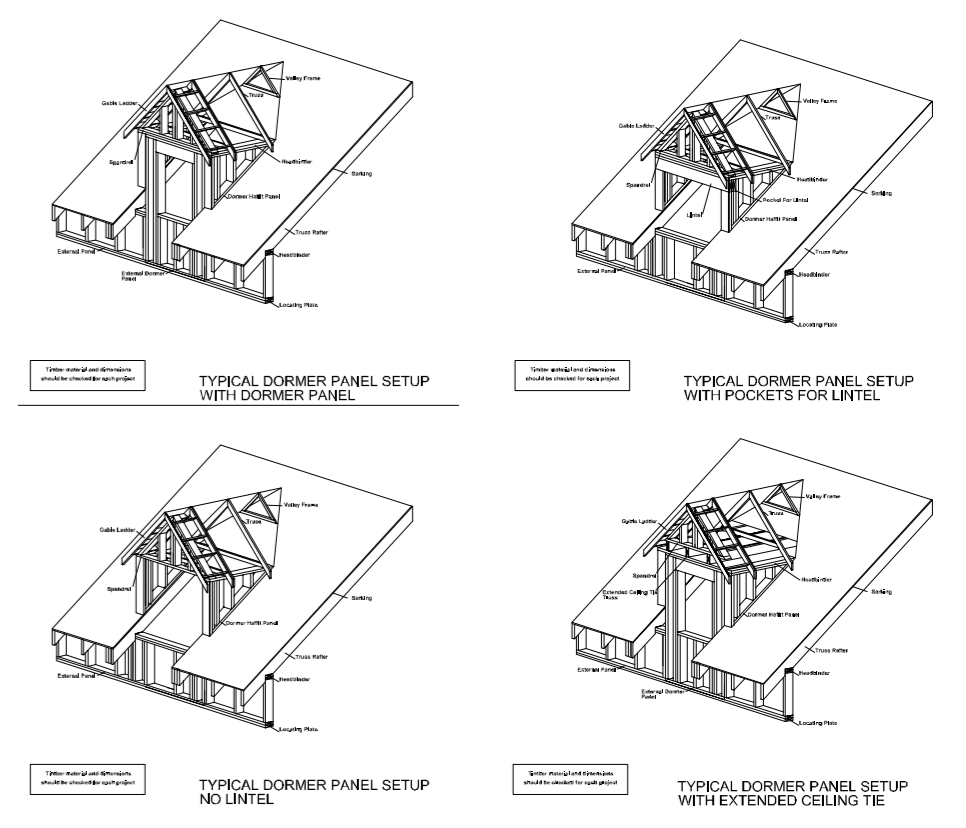 Valley Frame
Gable Ladder
Truss
Spandrel
Headbinder
Sarking
Dormer Haffit Panel
Truss Rafter
External Panel
Headbinder
External Dormer
Panel
Locating Plate
Timber material and dimensions
should be checked for each project
TYPICAL DORMER PANEL SETUP
WITH DORMER PANEL
Valley Frame
Truss
Gable Ladder
Headbinder
Spandrel
Sarking
Pocket For Lintel
Lintel
Dormer Haffit Panel
Truss Rafter
External Panel
Headbinder
Locating Plate
Timber material and dimensions
should be checked for each project
TYPICAL DORMER PANEL SETUP
WITH POCKETS FOR LINTEL
Valley Frame
Truss
Gable Ladder
Spandrel
Sarking
Dormer Haffit Panel
Truss Rafter
External Panel
Headbinder
Locating Plate
Timber material and dimensions
should be checked for each project
TYPICAL DORMER PANEL SETUP
NO LINTEL
Valley Frame
Truss
Gable Ladder
Spandrel
Headbinder
Extended Ceiling Tie
Truss
Sarking
Dormer Haffit Panel
Truss Rafter
External Panel
Headbinder
External Dormer
Panel
Locating Plate
Timber material and dimensions
should be checked for each project
TYPICAL DORMER PANEL SETUP
WITH EXTENDED CEILING TIE